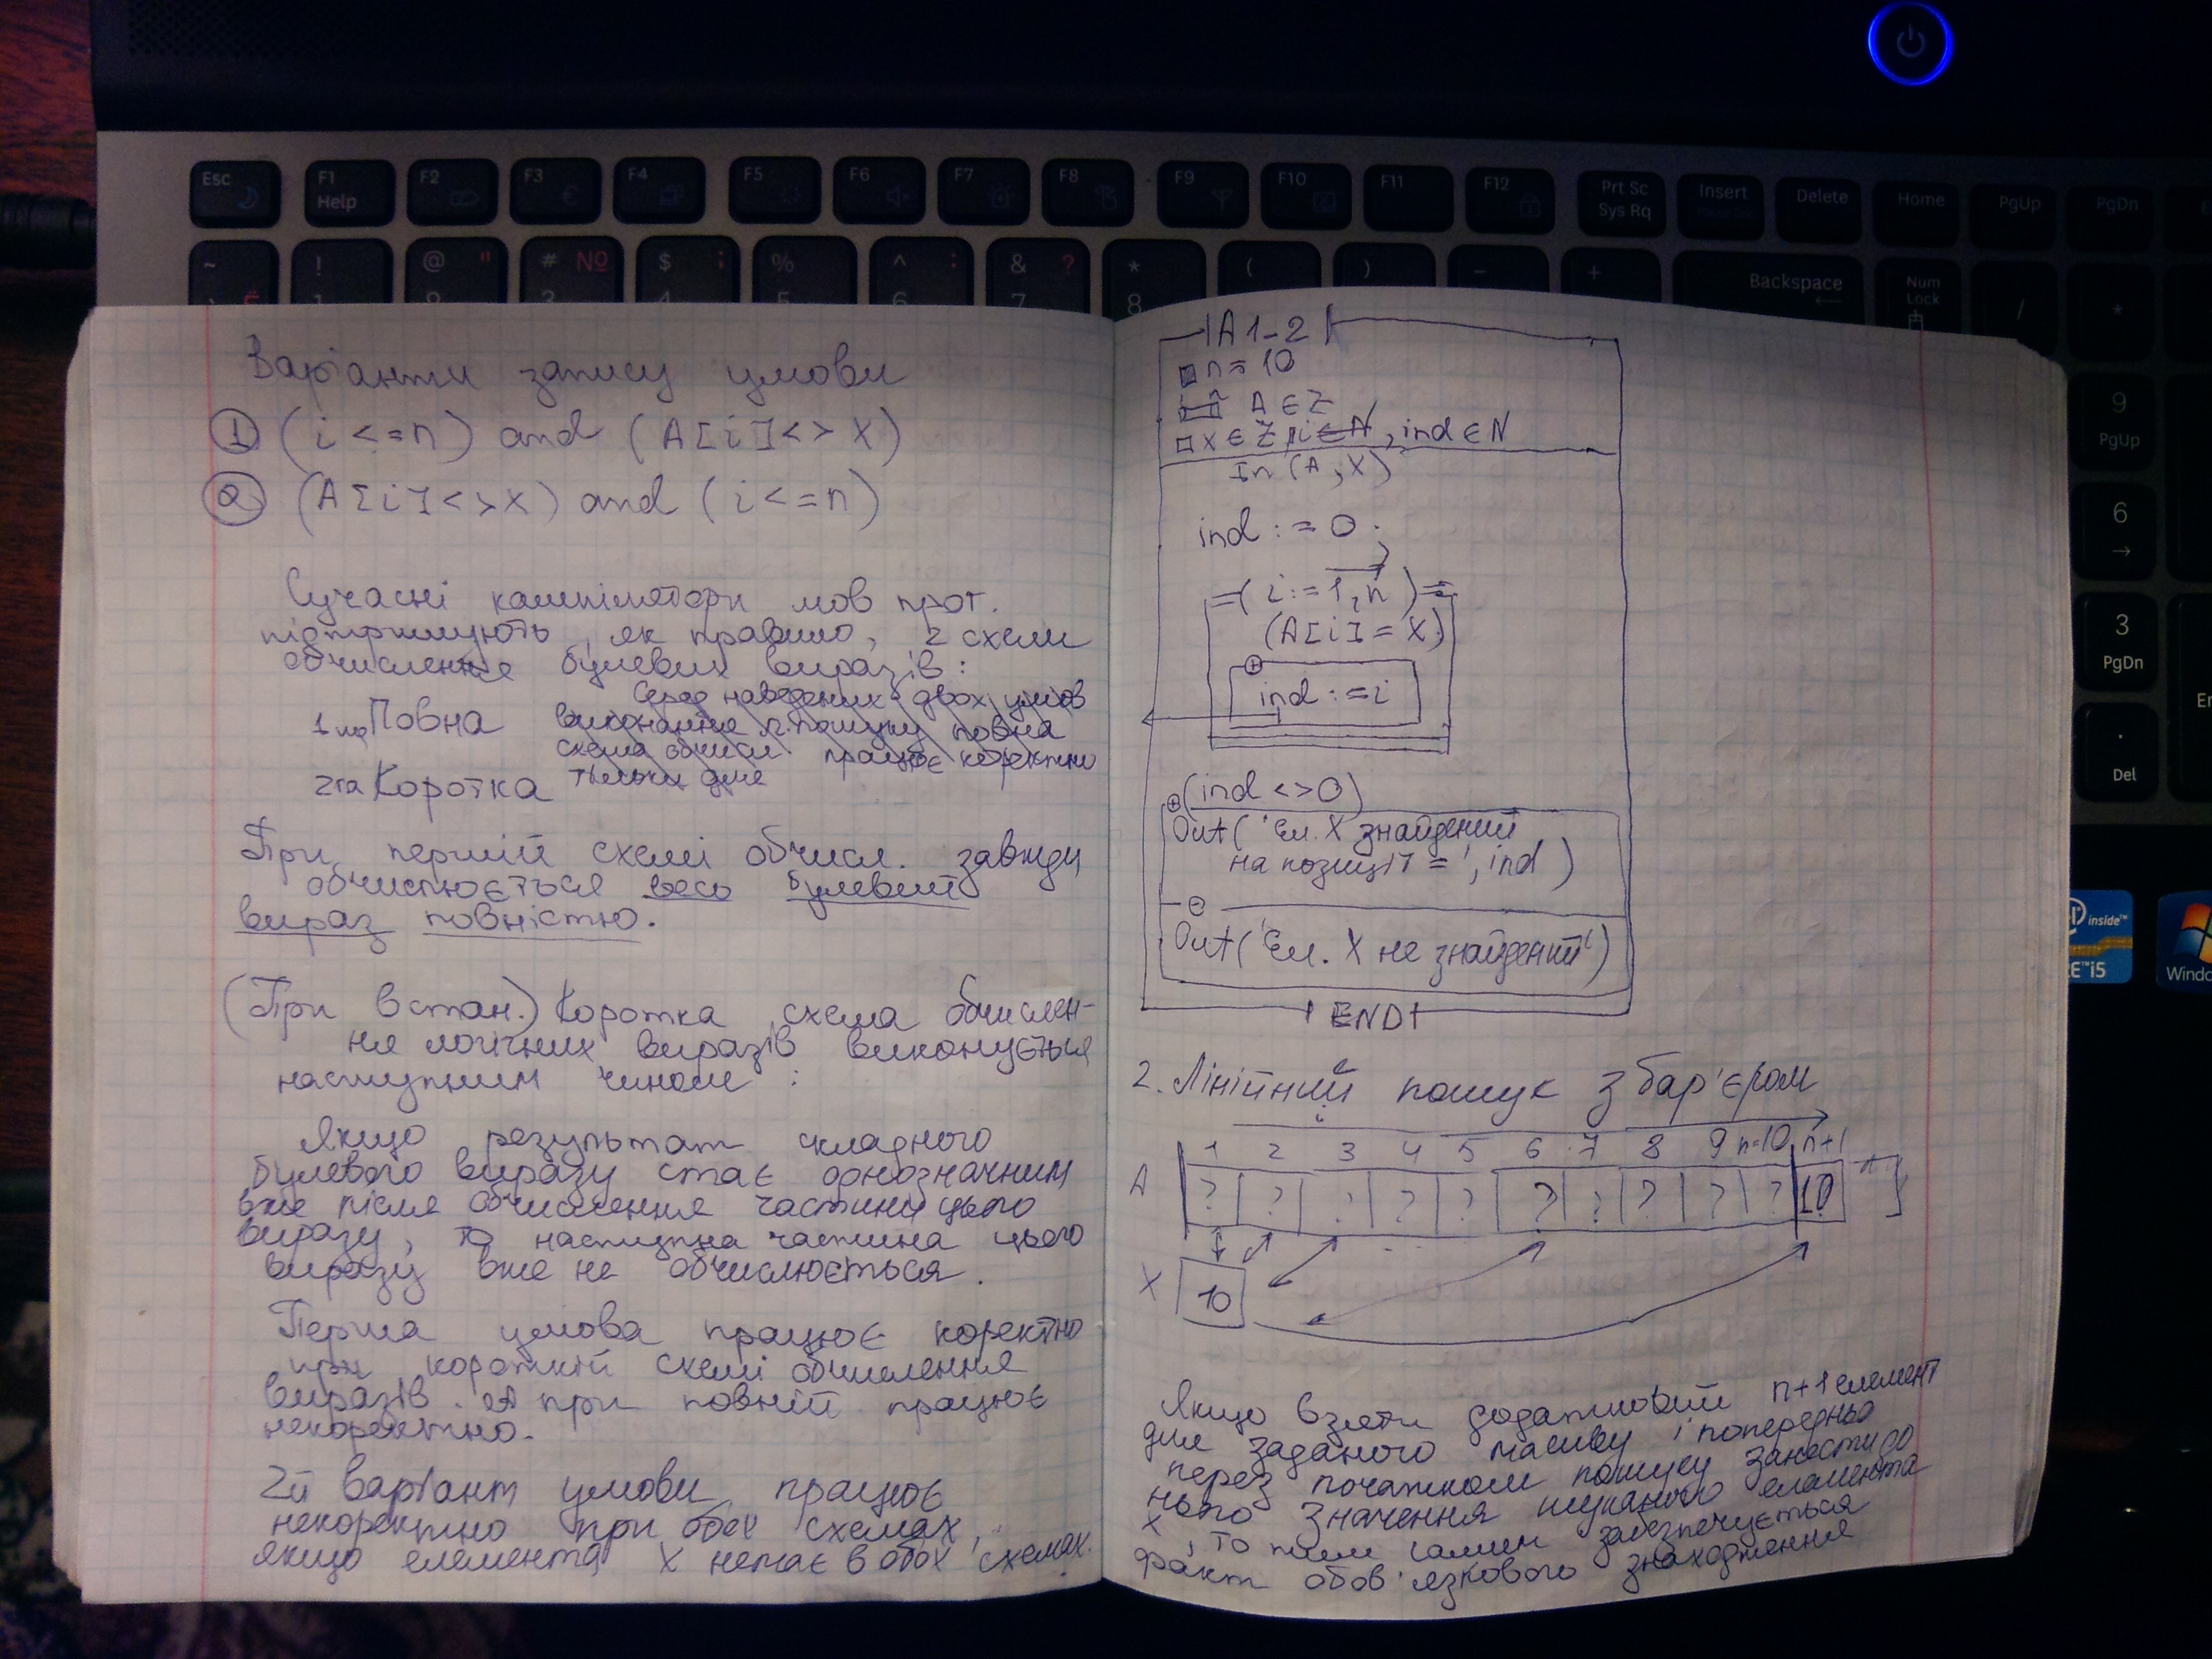 Esc
F1
Help
F2
F3
F4
F5
F6
F7
F8
F9
F10
F11
F12
Prt Sc
Sys Rq
Insert
Delete
Home
PgUp
PgDn
Backspace
Num
Lock
9
PgUp
6
3
PgDn
Del
inside™
™i5
Варіанти запису умови
① (i <= n) and (A[i] <> X)
② (A[i] <> X) and (i <= n)
Сучасні компілятори мов прог.
підтримують, як правило, 2 схеми
обчислення булевих виразів:
Серед наведених двох умов
1ша Повна виконання п. пошуку повна
схема обчисл. працює коректно
2га Коротка тільки для
При першій схемі обчисл. завжди
обчислюється весь булевий
вираз повністю.
(При встан.) Коротка схема обчислен-
ня логічних виразів виконується
наступним чином :
Якщо результат складного
булевого виразу стає однозначним
вже після обчислення частини цього
виразу, то наступна частина цього
виразу вже не обчислюється.
Перша умова працює коректно
при короткій схемі обчислення
виразів. А при повній працює
некоректно.
2й варіант умови працює
некоректно при обох схемах,
якщо елемента X немає в обох схемах.
A1-2
n = 10
A ∈ Z
X ∈ Z, i ∈ N, ind ∈ N
In (A, X)
ind := 0;
=( i := 1, n )=
(A[i] = X)
⊕
ind := i
⊕ (ind <> 0)
Out( 'Ел. X знайдений
на позиції = ', ind )
⊖
Out( 'Ел. X не знайдений' )
END
2. Лінійний пошук з бар'єром
i
1 2 3 4 5 6 7 8 9 n=10 n+1
A ? ? ? ? ? ? ? ? ? ? 10
X 10
Якщо взяти додатковий n+1 елемент
для заданого масиву і попередньо
перед початком пошуку занести до
нього значення шуканого елемента
X, то тим самим забезпечується
факт обов'язкового знаходження